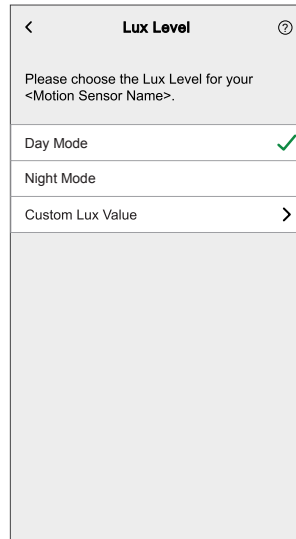 Lux Level
Please choose the Lux Level for your
<Motion Sensor Name>.
Day Mode
Night Mode
Custom Lux Value